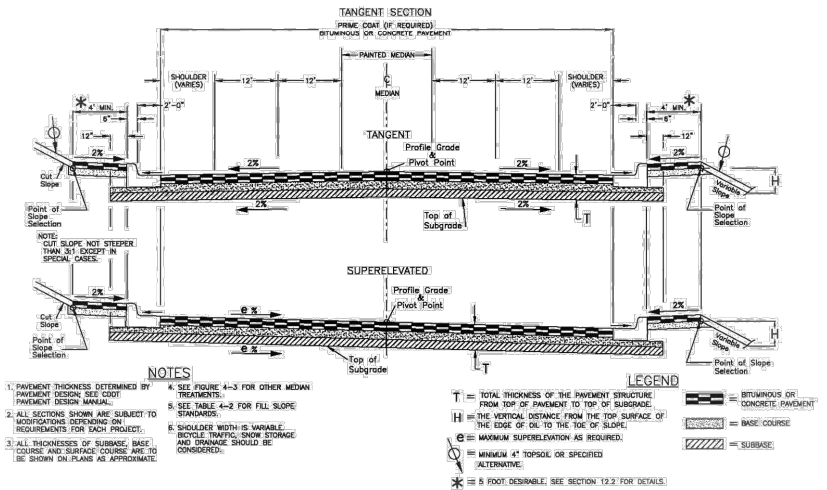 TANGENT SECTION
PRIME COAT (IF REQUIRED)
BITUMINOUS OR CONCRETE PAVEMENT
PAINTED MEDIAN
SHOULDER
(VARIES)
12'
12'
℄
MEDIAN
12'
12'
SHOULDER
(VARIES)
4' MIN.
2'-0"
6"
12"
2'-0"
4' MIN.
6"
12"
TANGENT
Profile Grade
&
Pivot Point
2%
2%
2%
2%
Cut
Slope
Variable
Slope
H
Point of
Slope
Selection
2%
2%
Top of
Subgrade
T
Point of
Slope
Selection
NOTE:
CUT SLOPE NOT STEEPER
THAN 3:1 EXCEPT IN
SPECIAL CASES.
SUPERELEVATED
Profile Grade
&
Pivot Point
2%
e %
2%
Cut
Slope
Variable
Slope
H
Point of
Slope
Selection
e %
Top of
Subgrade
T
Point of Slope
Selection
NOTES
1. PAVEMENT THICKNESS DETERMINED BY
PAVEMENT DESIGN; SEE CDOT
PAVEMENT DESIGN MANUAL.
2. ALL SECTIONS SHOWN ARE SUBJECT TO
MODIFICATIONS DEPENDING ON
REQUIREMENTS FOR EACH PROJECT.
3. ALL THICKNESSES OF SUBBASE, BASE
COURSE AND SURFACE COURSE ARE TO
BE SHOWN ON PLANS AS APPROXIMATE.
4. SEE FIGURE 4-3 FOR OTHER MEDIAN
TREATMENTS.
5. SEE TABLE 4-2 FOR FILL SLOPE
STANDARDS.
6. SHOULDER WIDTH IS VARIABLE.
BICYCLE TRAFFIC, SNOW STORAGE
AND DRAINAGE SHOULD BE
CONSIDERED.
LEGEND
T = TOTAL THICKNESS OF THE PAVEMENT STRUCTURE
FROM TOP OF PAVEMENT TO TOP OF SUBGRADE.
H = THE VERTICAL DISTANCE FROM THE TOP SURFACE OF
THE EDGE OF OIL TO THE TOE OF SLOPE.
e = MAXIMUM SUPERELEVATION AS REQUIRED.
= MINIMUM 4" TOPSOIL OR SPECIFIED
ALTERNATIVE.
* = 5 FOOT DESIRABLE. SEE SECTION 12.2 FOR DETAILS.
= BITUMINOUS OR
CONCRETE PAVEMENT
= BASE COURSE
= SUBBASE